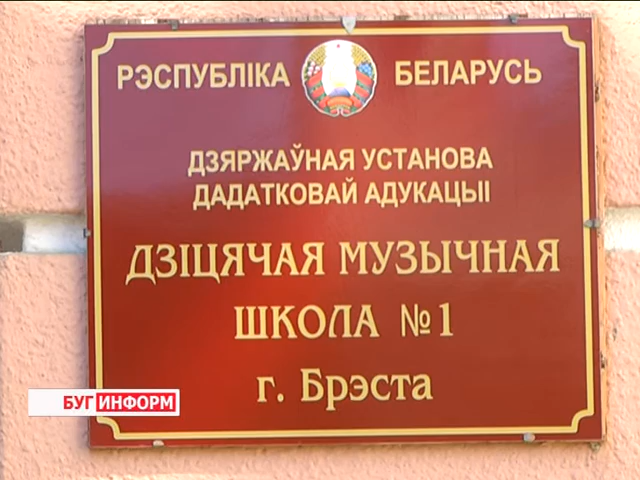 РЭСПУБЛІКА БЕЛАРУСЬ
ДЗЯРЖАЎНАЯ УСТАНОВА
ДАДАТКОВАЙ АДУКАЦЫІ
ДЗІЦЯЧАЯ МУЗЫЧНАЯ
ШКОЛА №1
г. Брэста
БУГИНФОРМ